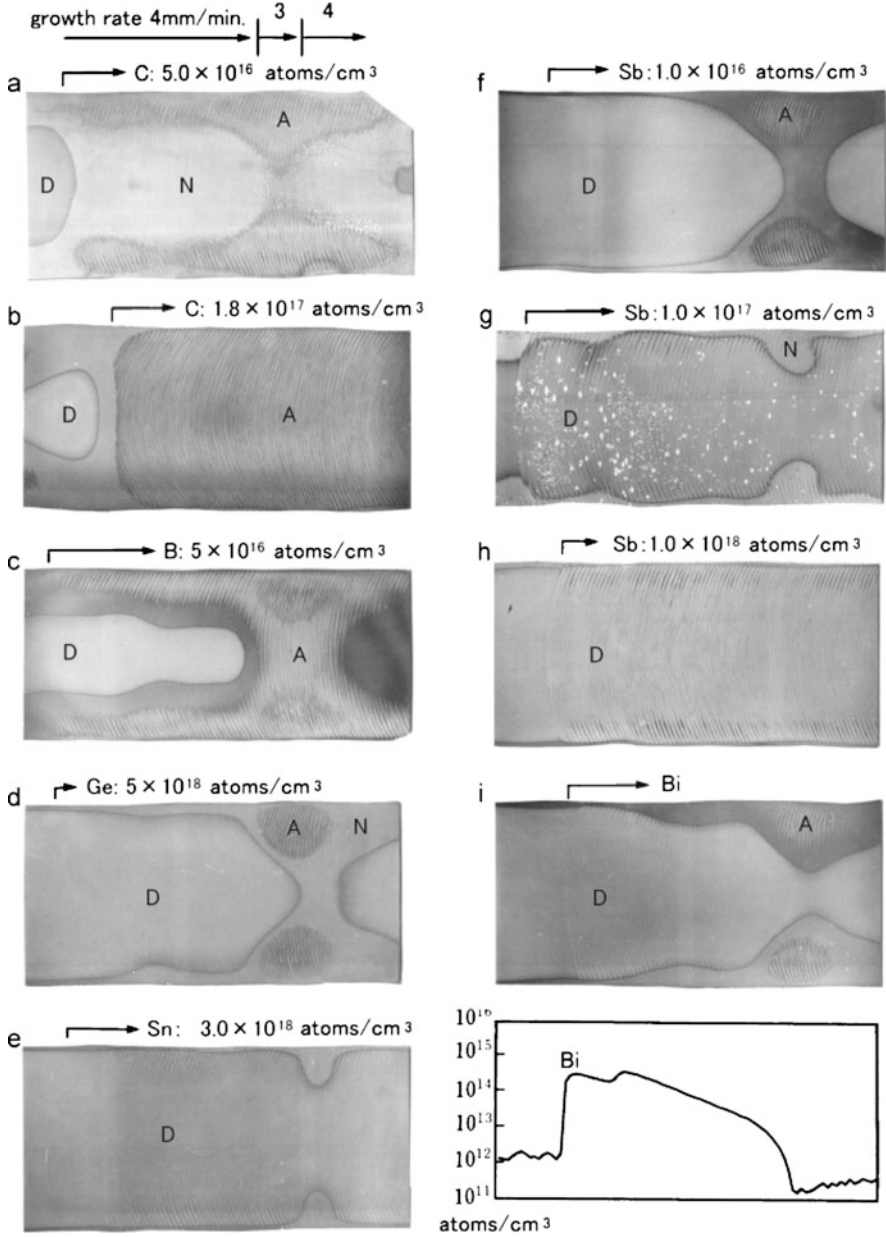 growth rate 4mm/min. 3 4
a C: 5.0 × 10¹⁶ atoms/cm³
A
D N
b C: 1.8 × 10¹⁷ atoms/cm³
D A
c B: 5 × 10¹⁶ atoms/cm³
D A
d Ge: 5 × 10¹⁸ atoms/cm³
A N
D
e Sn: 3.0 × 10¹⁸ atoms/cm³
D
f Sb: 1.0 × 10¹⁶ atoms/cm³
A
D
g Sb: 1.0 × 10¹⁷ atoms/cm³
N
D
h Sb: 1.0 × 10¹⁸ atoms/cm³
D
i Bi
A
D
10¹⁶
10¹⁵
Bi
10¹⁴
10¹³
10¹²
10¹¹
atoms/cm³